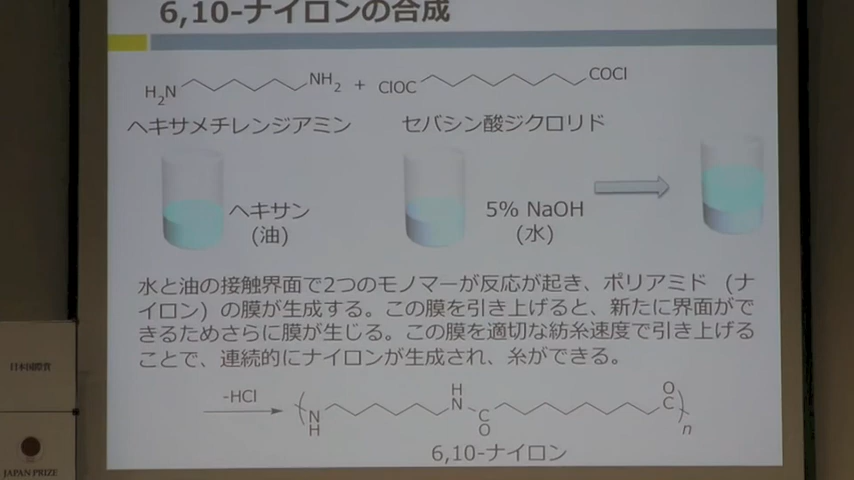 6,10-ナイロンの合成
H2N NH2 + ClOC COCl
ヘキサメチレンジアミン セバシン酸ジクロリド
ヘキサン
(油)
5% NaOH
(水)
水と油の接触界面で2つのモノマーが反応が起き、ポリアミド (ナ
イロン) の膜が生成する。この膜を引き上げると、新たに界面がで
きるためさらに膜が生じる。この膜を適切な紡糸速度で引き上げる
ことで、連続的にナイロンが生成され、糸ができる。
-HCl
N
H
H
N
C
O
O
C
n
6,10-ナイロン
日本国際賞
JAPAN PRIZE